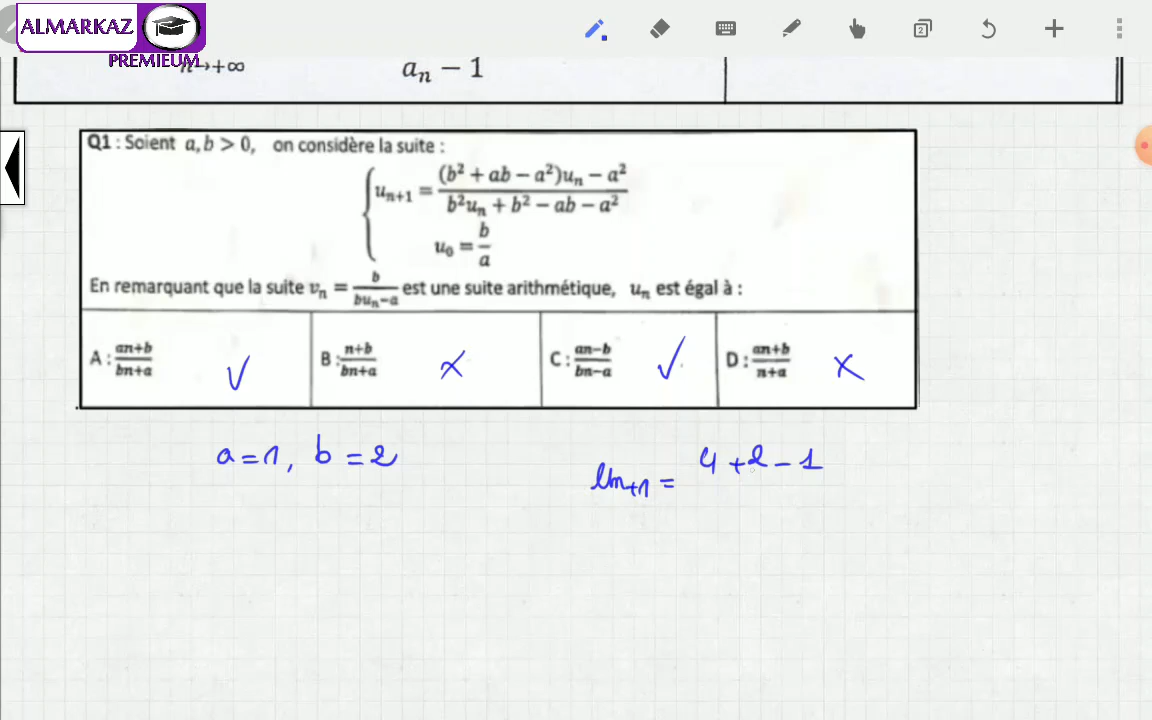 ALMARKAZ
PREMIEUM
n→+∞ aₙ − 1
Q1 : Soient a, b > 0, on considère la suite :
uₙ₊₁ = ((b² + ab − a²)uₙ − a²)/(b²uₙ + b² − ab − a²)
u₀ = b/a
En remarquant que la suite vₙ = b/(buₙ−a) est une suite arithmétique, uₙ est égal à :
A : (an+b)/(bn+a) B : (n+b)/(bn+a) C : (an−b)/(bn−a) D : (an+b)/(n+a)
a = 1, b = 2
Uₙ₊₁ = 4 + 2 − 1